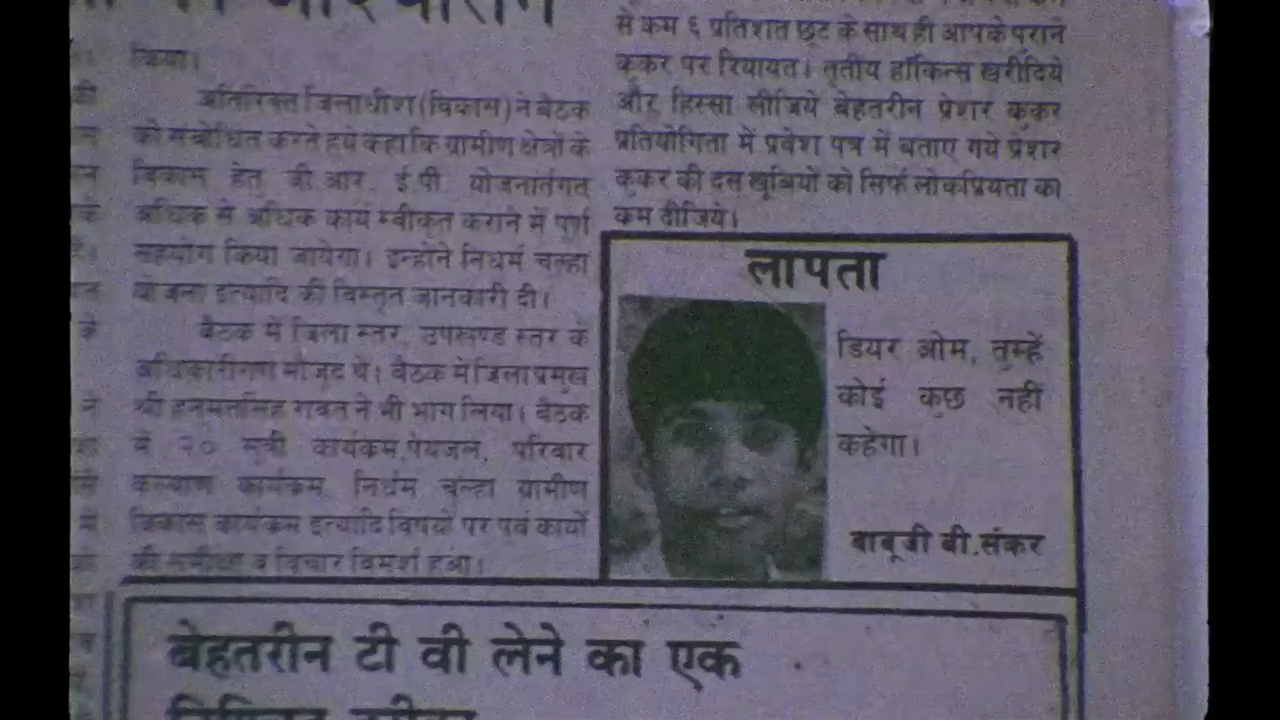 किया।
अतिरिक्त जिलाधीश (विकास) ने बैठक
को संबोधित करते हुये कहा कि ग्रामीण क्षेत्रों के
विकास हेतु डी आर. ई पी योजनांतर्गत
अधिक से अधिक कार्य स्वीकृत कराने में पूर्ण
सहयोग किया जायेगा। इन्होंने निर्धूम चूल्हा
योजना इत्यादि की विस्तृत जानकारी दी।
बैठक में जिला स्तर, उपखण्ड स्तर के
अधिकारीगण मौजूद थे। बैठक में जिला प्रमुख
श्री हनुमंतसिंह रावत ने भी भाग लिया। बैठक
में २० सूत्री कार्यक्रम, पेयजल, परिवार
कल्याण कार्यक्रम निर्धूम चूल्हा ग्रामीण
विकास कार्यक्रम इत्यादि विषयों पर एवं कार्यों
की समीक्षा व विचार विमर्श हुआ।
से कम ६ प्रतिशत छूट के साथ ही आपके पुराने
कुकर पर रियायत। तृतीय हॉकिन्स खरीदिये
और हिस्सा लीजिये बेहतरीन प्रेशर कुकर
प्रतियोगिता में प्रवेश पत्र में बताए गये प्रेशर
कुकर की दस खूबियों को सिर्फ लोकप्रियता का
कम दीजिये।
लापता
डियर ओम, तुम्हें
कोई कुछ नहीं
कहेगा।
बाबूजी बी.संकर
बेहतरीन टी वी लेने का एक